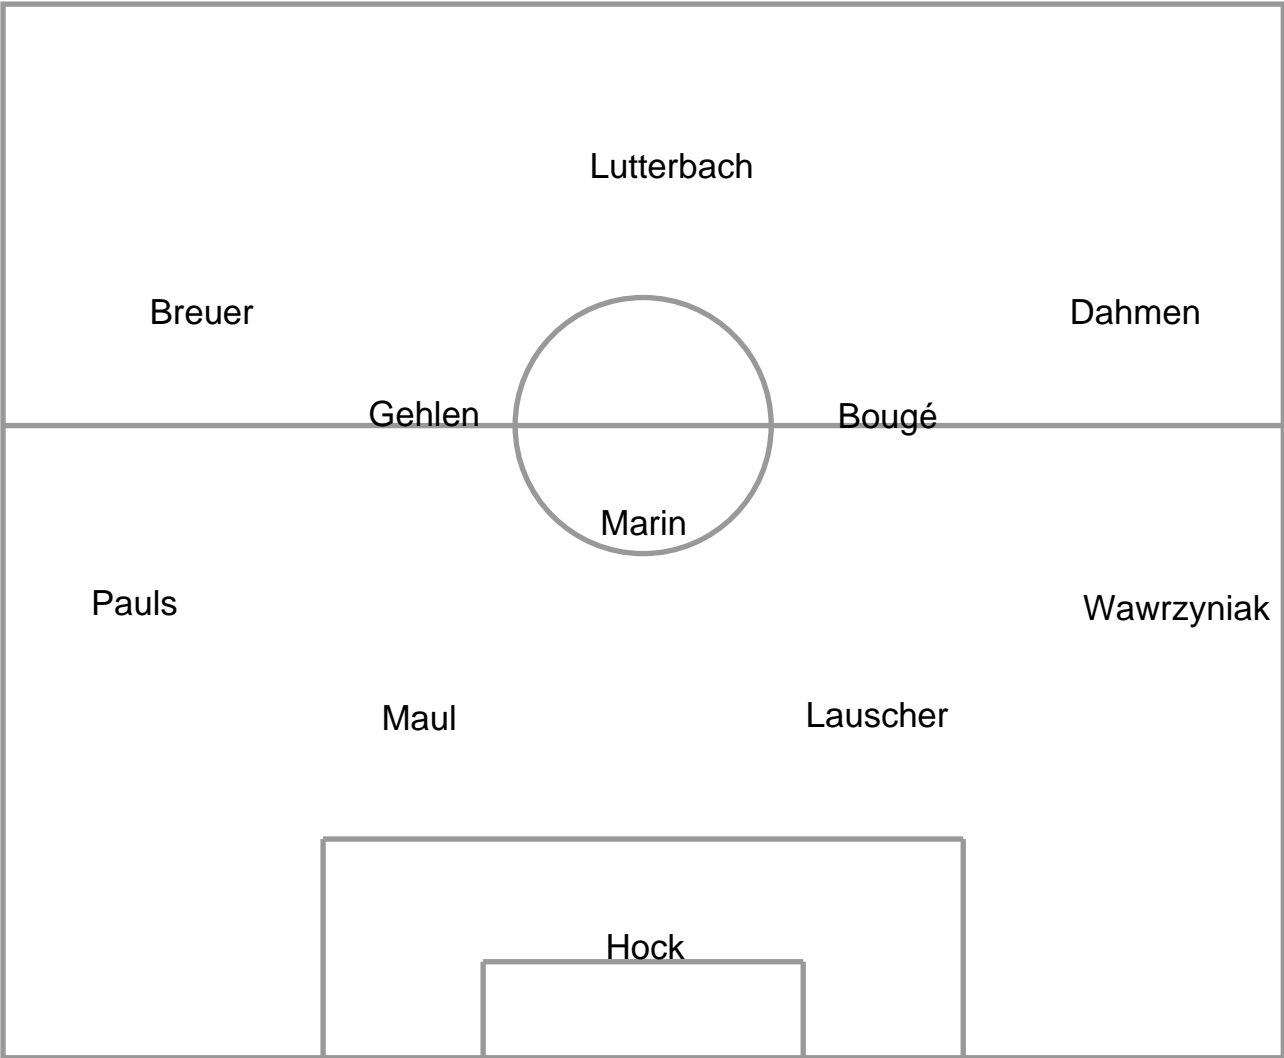 Lutterbach
Breuer
Dahmen
Gehlen
Bougé
Marin
Pauls
Wawrzyniak
Maul
Lauscher
Hock